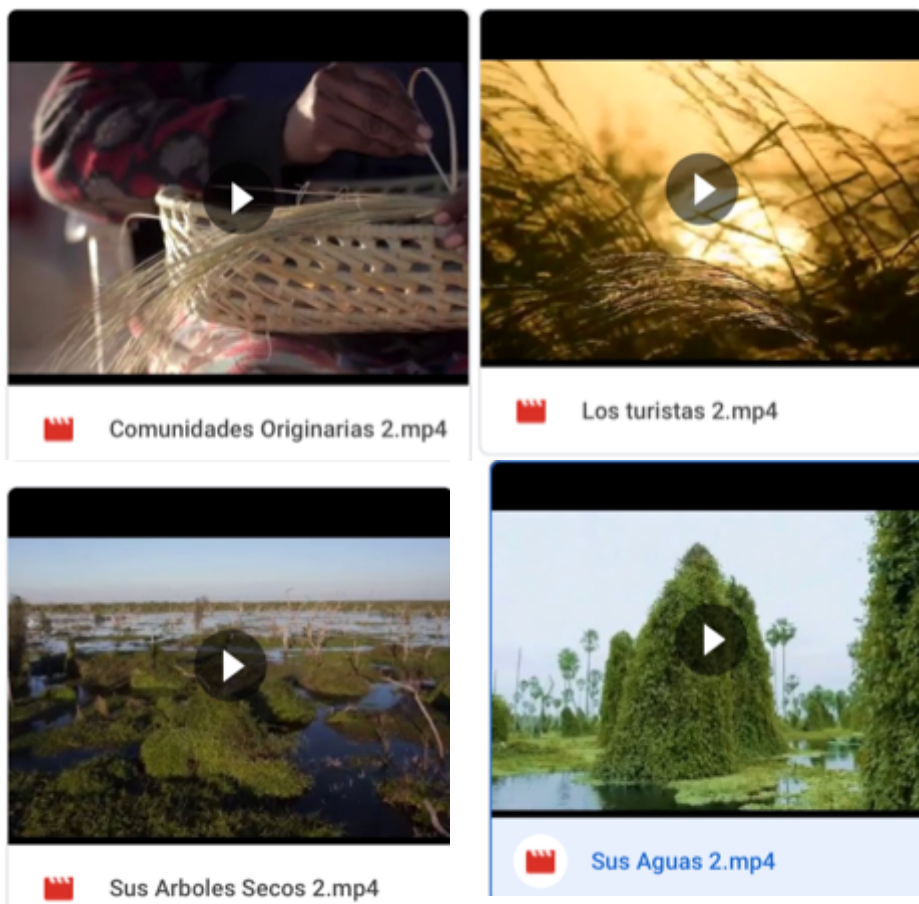 Comunidades Originarias 2.mp4
Los turistas 2.mp4
Sus Arboles Secos 2.mp4
Sus Aguas 2.mp4